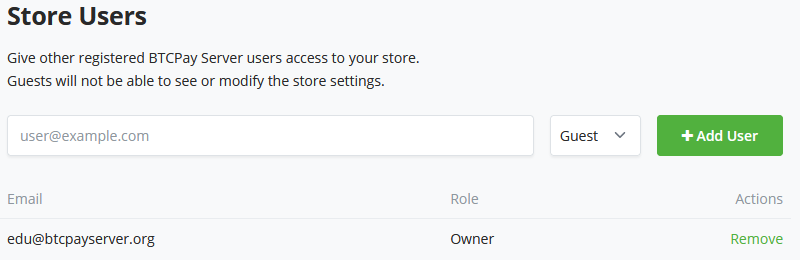 Store Users
Give other registered BTCPay Server users access to your store.
Guests will not be able to see or modify the store settings.
user@example.com Guest + Add User
Email Role Actions
edu@btcpayserver.org Owner Remove